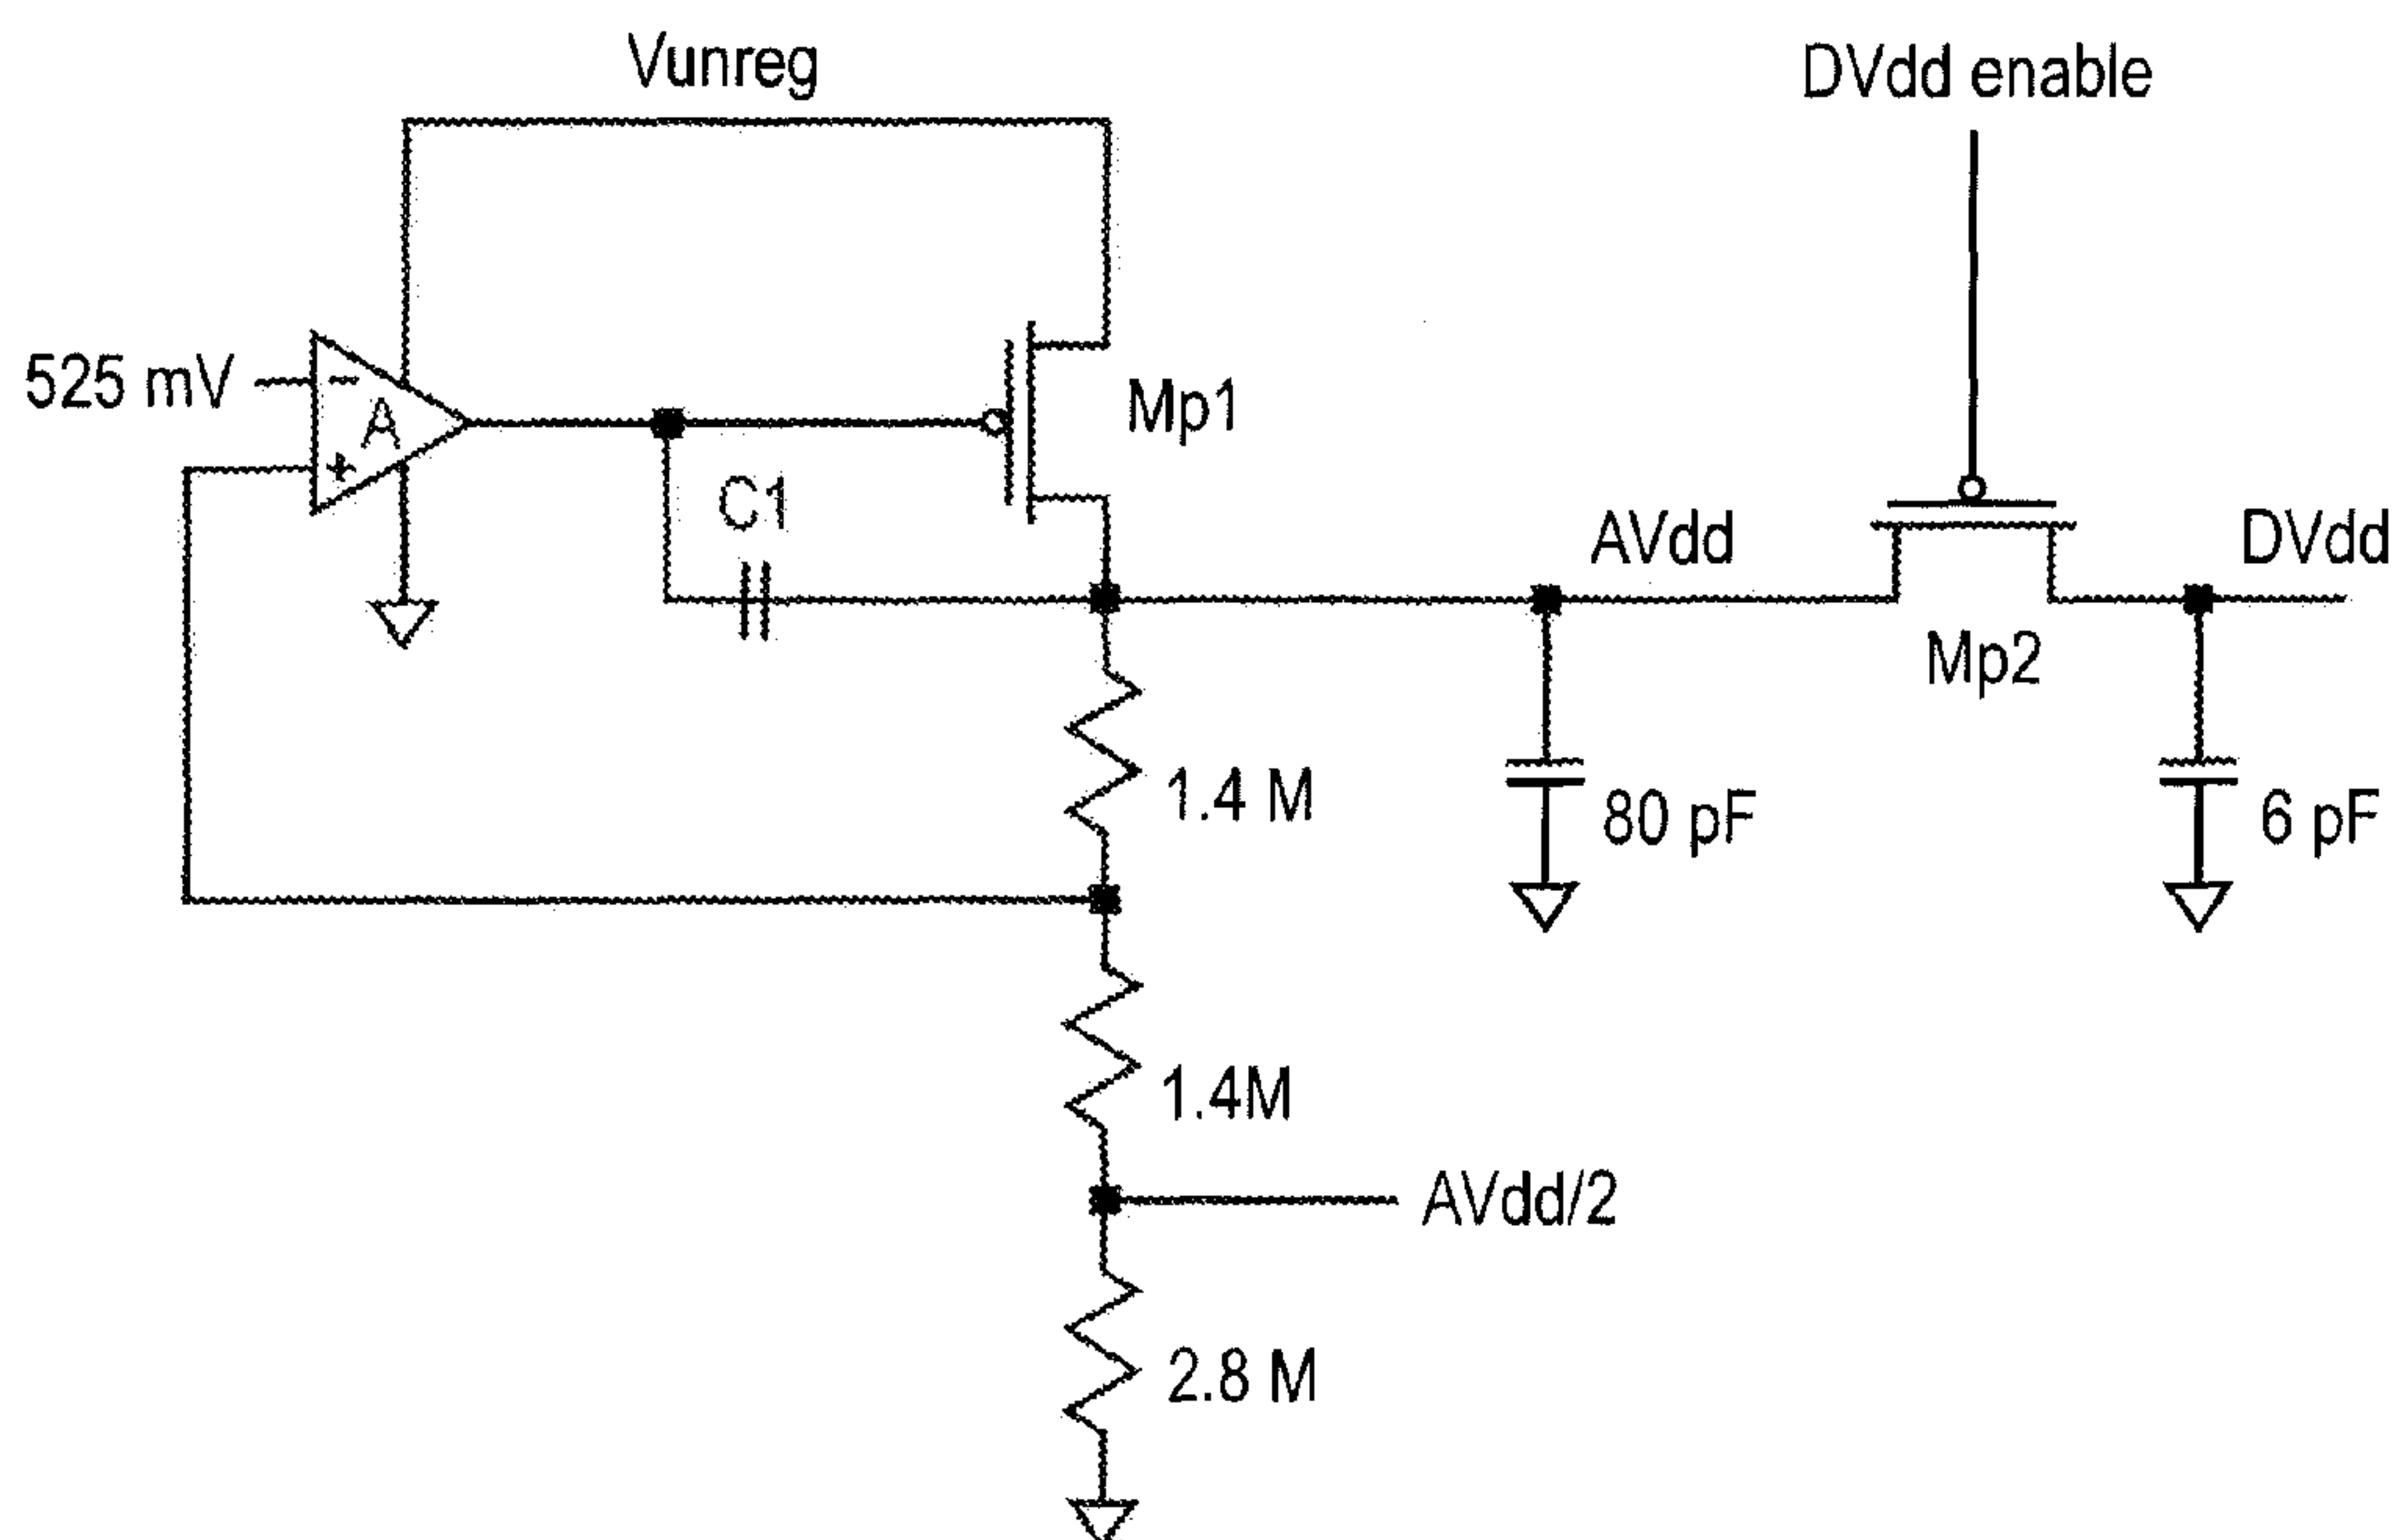 Vunreg
DVdd enable
525 mV
-
A
+
Mp1
C1
AVdd
DVdd
Mp2
1.4 M
80 pF
6 pF
1.4M
AVdd/2
2.8 M